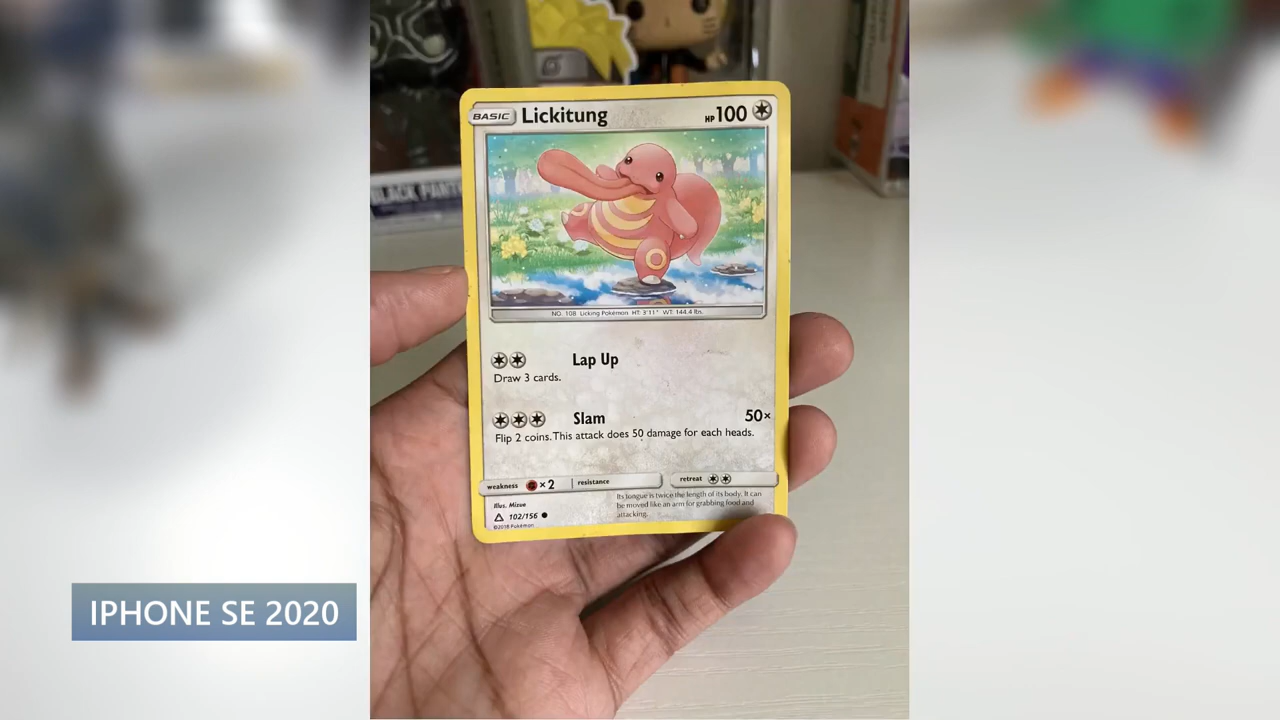 BASIC Lickitung HP 100
NO. 108 Licking Pokémon HT: 3'11" WT: 144.4 lbs.
BLACK PANT
Lap Up
Draw 3 cards.
Slam 50×
Flip 2 coins. This attack does 50 damage for each heads.
weakness ×2 resistance retreat
Its tongue is twice the length of its body. It can
be moved like an arm for grabbing food and
attacking.
Illus. Mizue
102/156
©2018 Pokémon
IPHONE SE 2020